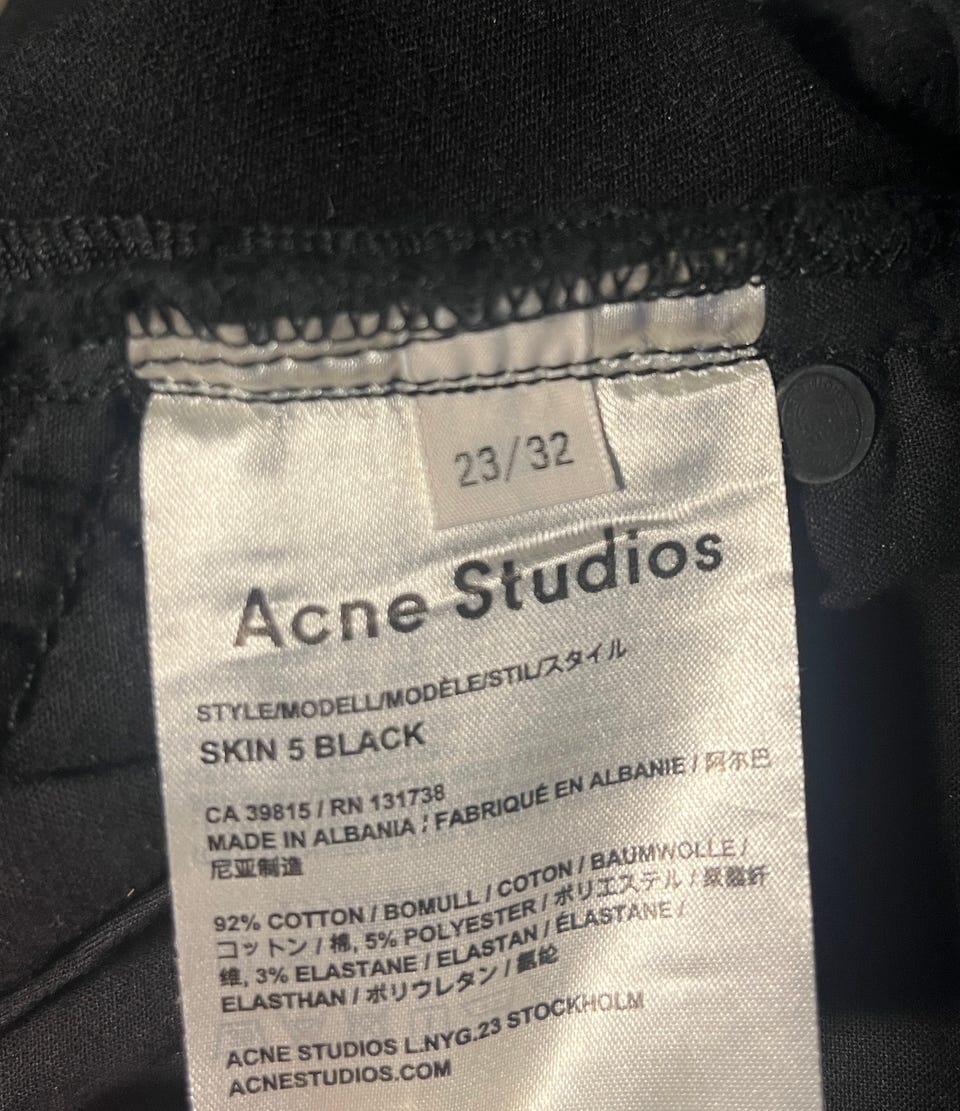 23/32
Acne Studios
STYLE/MODELL/MODÈLE/STIL/スタイル
SKIN 5 BLACK
CA 39815 / RN 131738
MADE IN ALBANIA / FABRIQUÉ EN ALBANIE / 阿尔巴
尼亚制造
92% COTTON / BOMULL / COTON / BAUMWOLLE /
コットン / 棉, 5% POLYESTER / ポリエステル / 聚酯纤
维, 3% ELASTANE / ELASTAN / ÉLASTANE /
ELASTHAN / ポリウレタン / 氨纶
ACNE STUDIOS L.NYG.23 STOCKHOLM
ACNESTUDIOS.COM